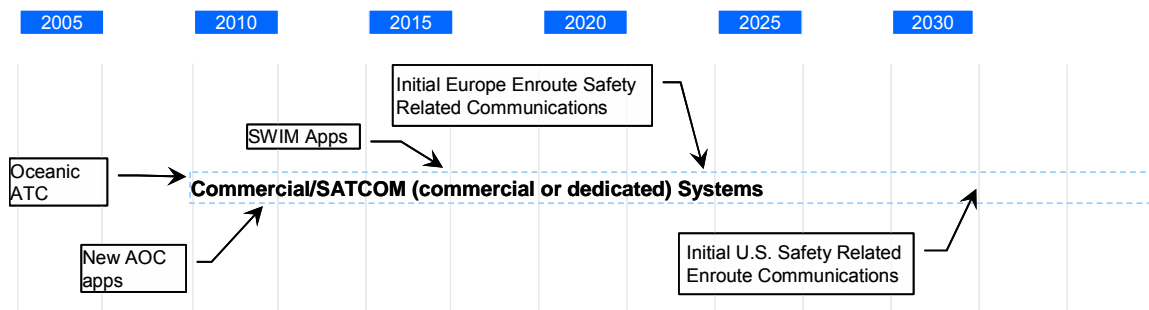 2005 2010 2015 2020 2025 2030
Initial Europe Enroute Safety
Related Communications
SWIM Apps
Oceanic
ATC
Commercial/SATCOM (commercial or dedicated) Systems
New AOC
apps
Initial U.S. Safety Related
Enroute Communications